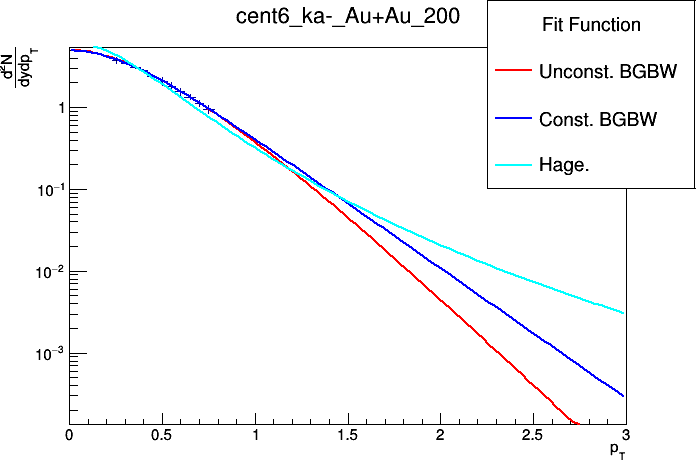 cent6_ka-_Au+Au_200
Fit Function
Unconst. BGBW
Const. BGBW
Hage.
d²N
dydp_T
1
10⁻¹
10⁻²
10⁻³
0 0.5 1 1.5 2 2.5 3
p_T